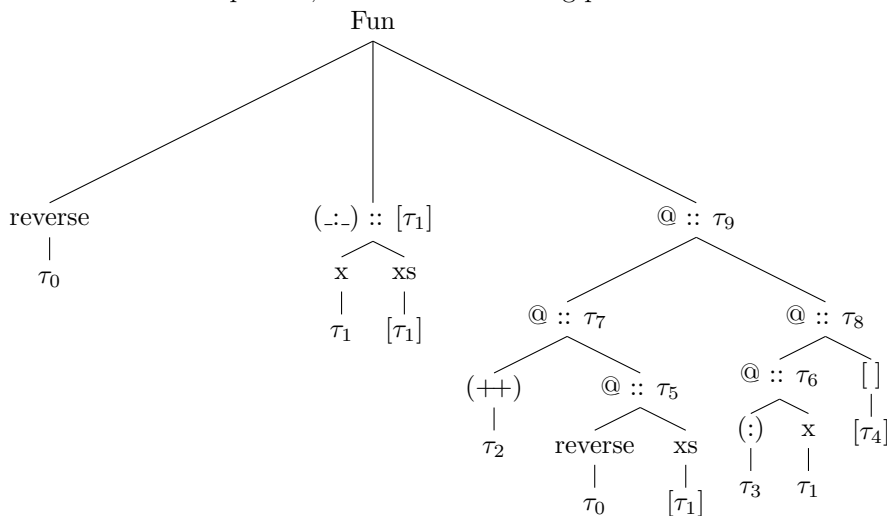 Fun
reverse (_:_) :: [τ1] @ :: τ9
τ0 x xs
τ1 [τ1] @ :: τ7 @ :: τ8
(++) @ :: τ5 @ :: τ6 [ ]
τ2 reverse xs (:) x [τ4]
τ0 [τ1] τ3 τ1